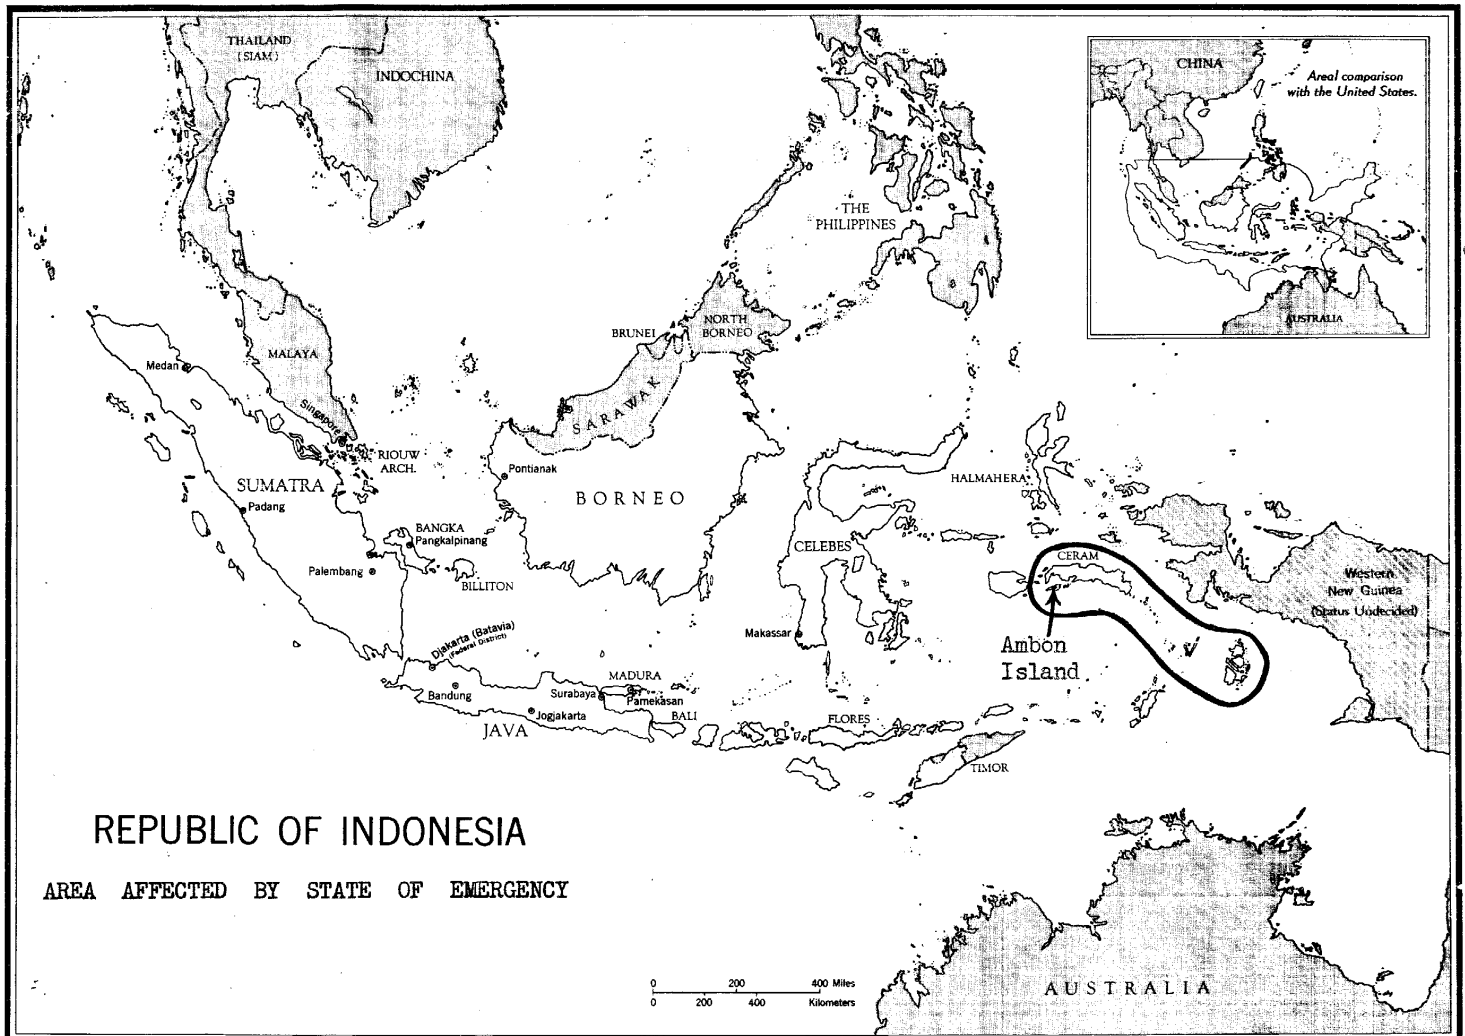 THAILAND
(SIAM)
INDOCHINA
CHINA
Areal comparison
with the United States.
AUSTRALIA
THE
PHILIPPINES
BRUNEI
NORTH
BORNEO
MALAYA
Medan
SARAWAK
Singapore
RIOUW
ARCH.
SUMATRA
Padang
Pontianak
BORNEO
HALMAHERA
BANGKA
Pangkalpinang
CELEBES
CERAM
Palembang
BILLITON
Western
New Guinea
(Status Undecided)
Djakarta (Batavia)
(Federal District)
Makassar
Ambon
Island
MADURA
Bandung
Surabaya
Pamekasan
Jogjakarta
BALI
FLORES
JAVA
TIMOR
REPUBLIC OF INDONESIA
AREA AFFECTED BY STATE OF EMERGENCY
0 200 400 Miles
0 200 400 Kilometers
AUSTRALIA